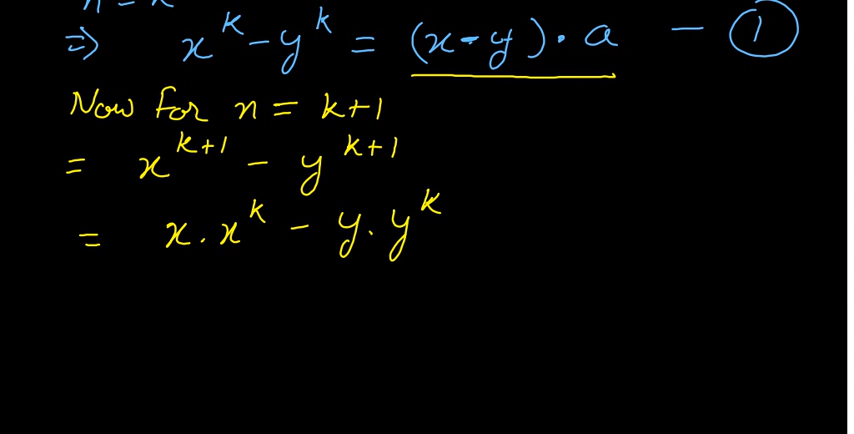 n = k
⇒ x^k - y^k = (x-y)·a — ①
Now for n = k+1
= x^{k+1} - y^{k+1}
= x·x^k - y·y^k